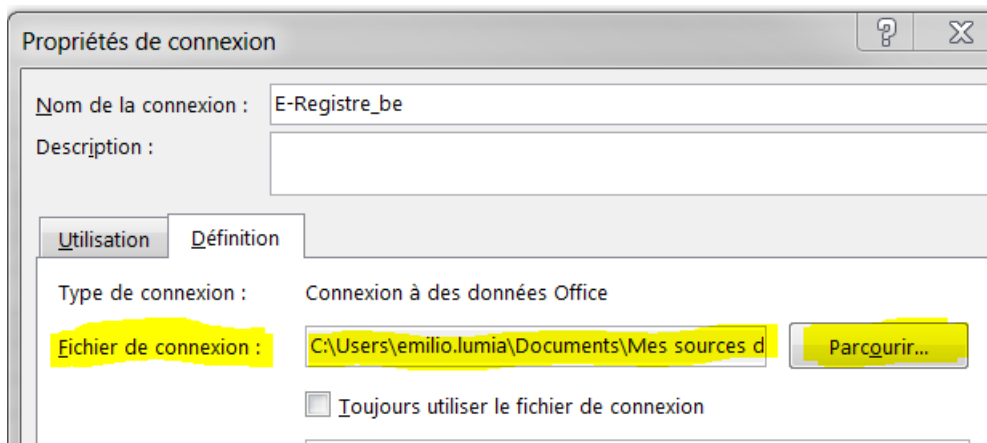 Propriétés de connexion
Nom de la connexion : E-Registre_be
Description :
Utilisation Définition
Type de connexion : Connexion à des données Office
Fichier de connexion : C:\Users\emilio.lumia\Documents\Mes sources d Parcourir...
Toujours utiliser le fichier de connexion